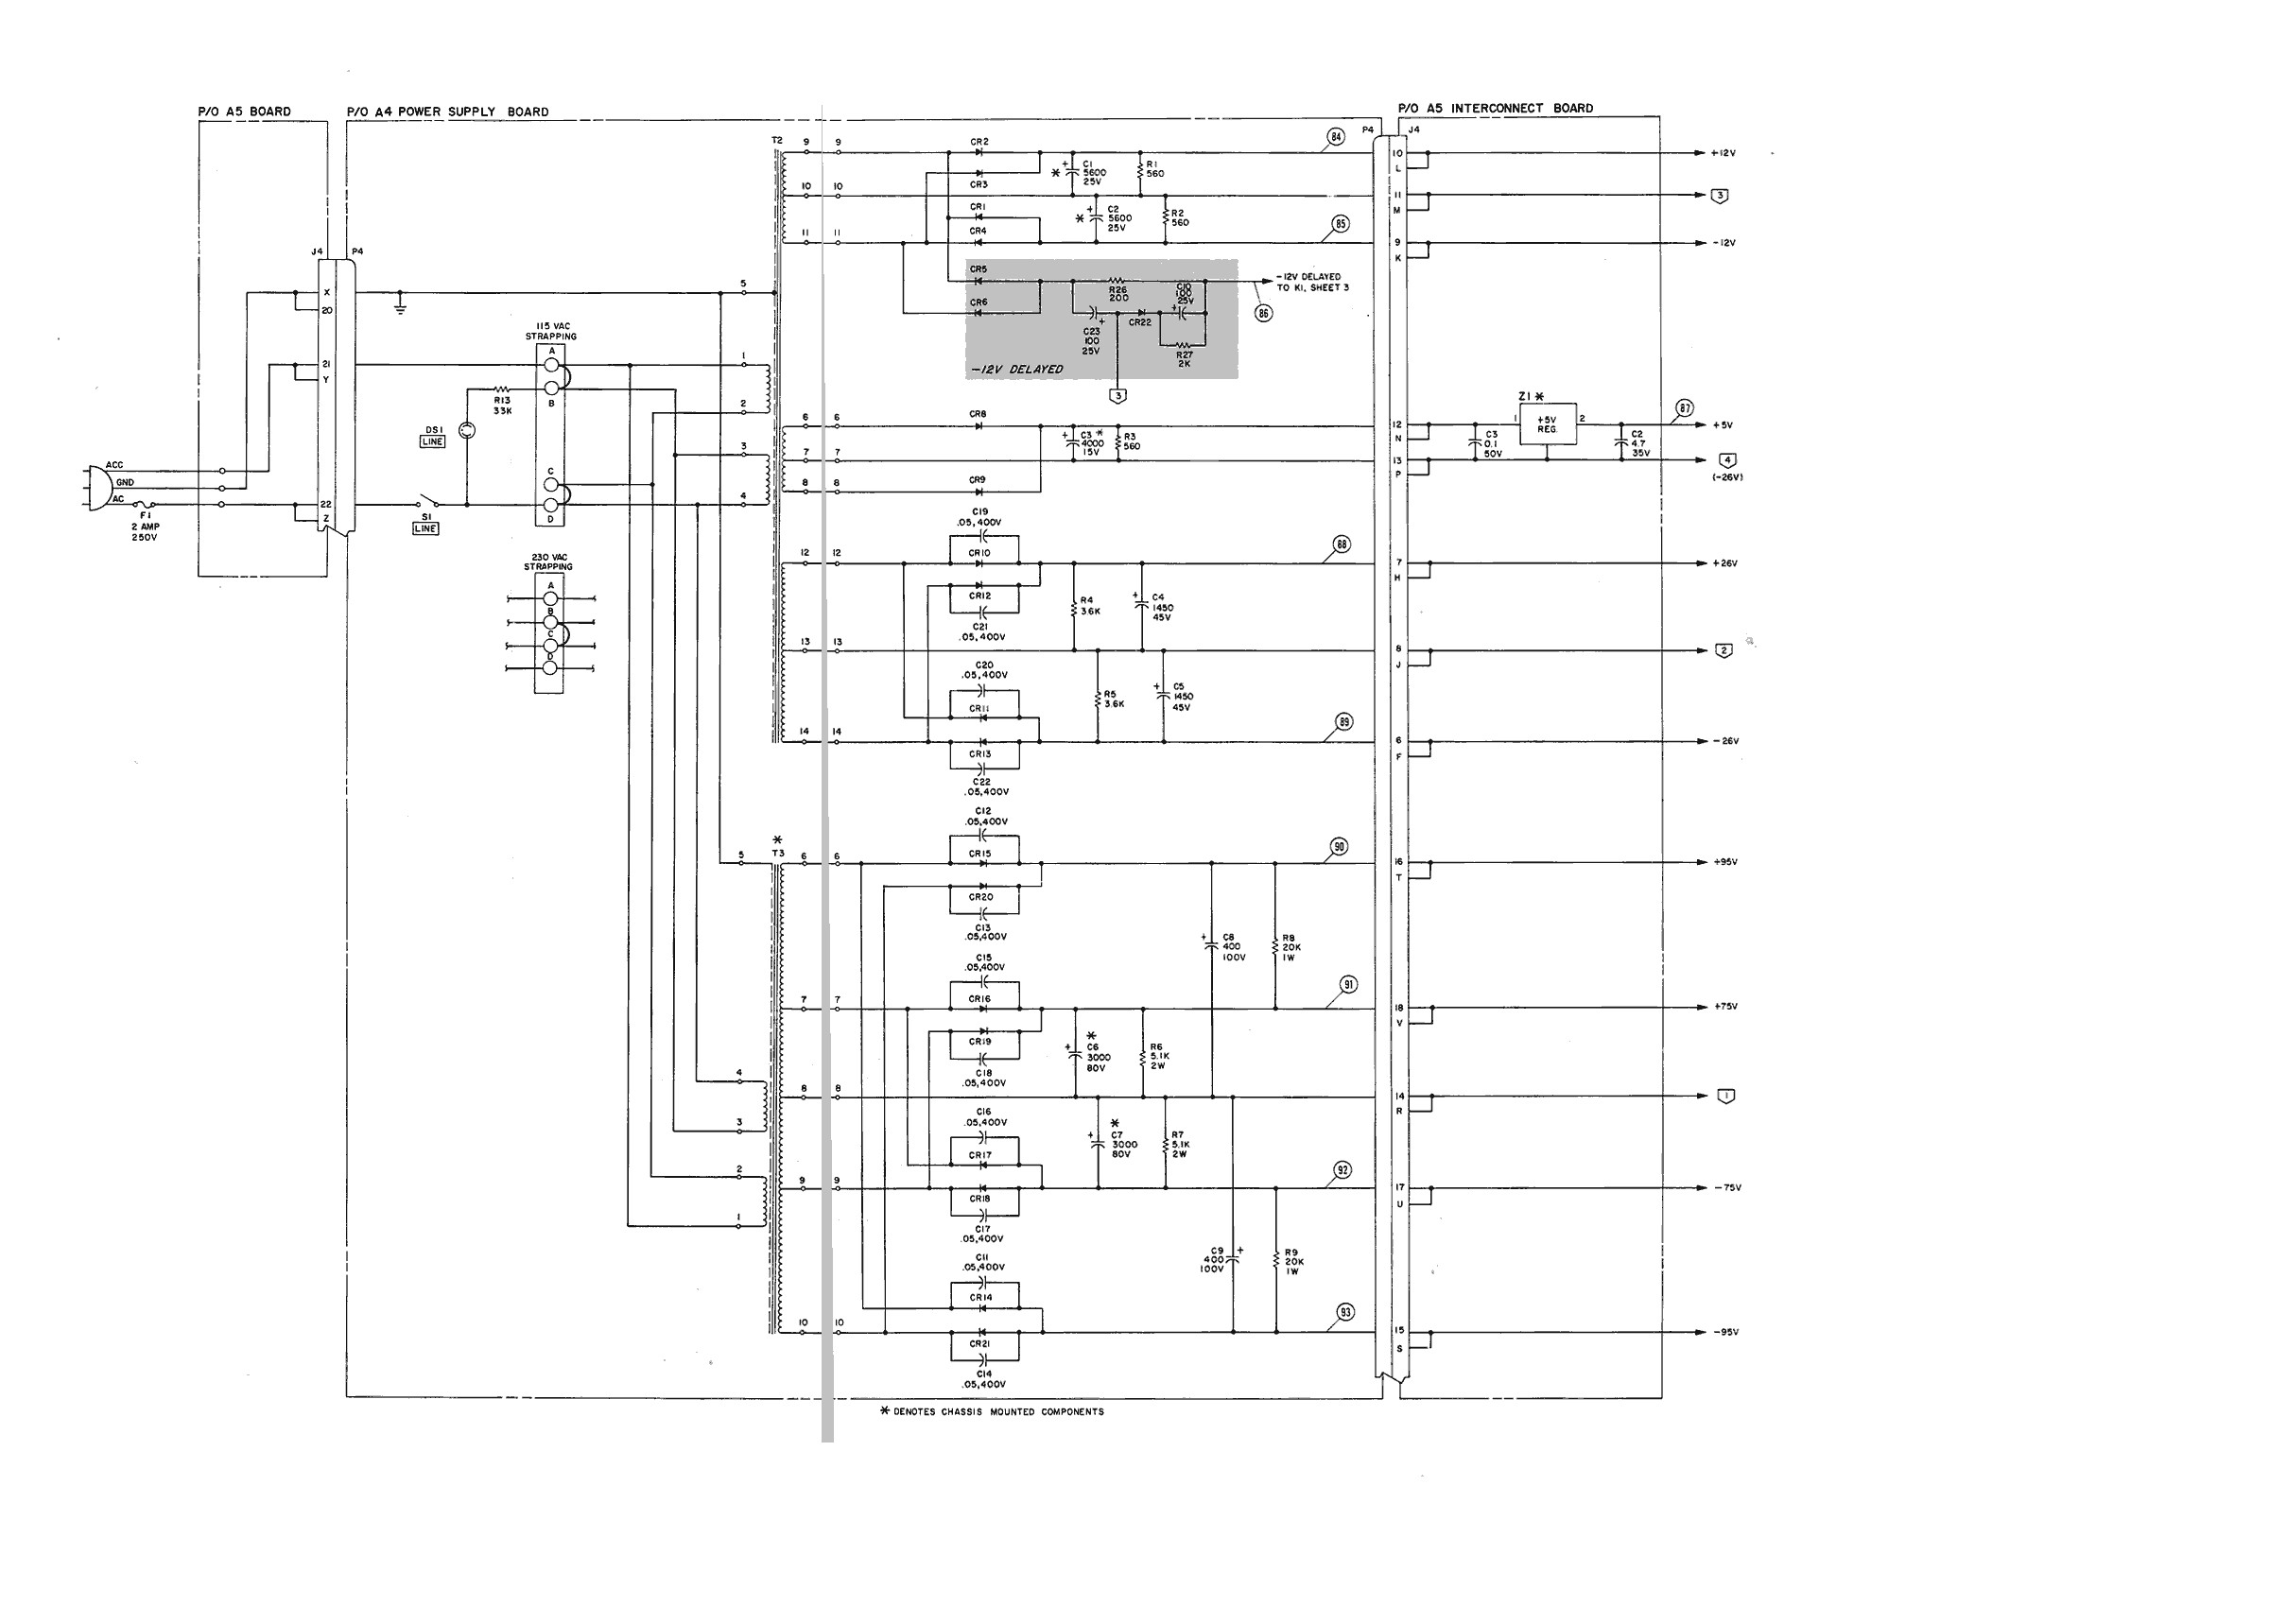 P/O A5 BOARD
P/O A4 POWER SUPPLY BOARD
P/O A5 INTERCONNECT BOARD
J4
P4
X
20
21
Y
22
Z
ACC
GND
AC
F1
2 AMP
250V
115 VAC
STRAPPING
A
B
C
D
R13
33K
DS1
LINE
S1
LINE
230 VAC
STRAPPING
A
B
C
D
5
1
2
3
4
T2
9 9
10 10
11 11
6 6
7 7
8 8
12 12
13 13
14 14
*
T3
5
4
3
2
1
6 6
7 7
8 8
9 9
10 10
CR2
CR3
CR1
CR4
* + C1
5600
25V
R1
560
* + C2
5600
25V
R2
560
84
85
CR5
CR6
R26
200
C10
100
25V
+
C23
100
25V
+
CR22
R27
2K
-12V DELAYED
-12V DELAYED
TO K1, SHEET 3
86
3
CR8
CR9
+ C3 *
4000
15V
R3
560
C19
.05,400V
CR10
CR12
C21
.05,400V
R4
3.6K
+ C4
1450
45V
88
C20
.05,400V
CR11
CR13
C22
.05,400V
R5
3.6K
+ C5
1450
45V
89
C12
.05,400V
CR15
CR20
C13
.05,400V
90
+ C8
400
100V
R8
20K
1W
C15
.05,400V
CR16
CR19
C18
.05,400V
91
*
+ C6
3000
80V
R6
5.1K
2W
C16
.05,400V
CR17
CR18
C17
.05,400V
*
+ C7
3000
80V
R7
5.1K
2W
92
C11
.05,400V
CR14
CR21
C14
.05,400V
C9 +
400
100V
R9
20K
1W
93
P4
J4
10
L
11
M
9
K
12
N
13
P
7
H
8
J
6
F
16
T
18
V
14
R
17
U
15
S
+12V
3
-12V
Z1 *
1
+5V
REG.
2
C3
0.1
50V
C2
4.7
35V
87
+5V
4
(-26V)
+26V
2
-26V
+95V
+75V
1
-75V
-95V
* DENOTES CHASSIS MOUNTED COMPONENTS